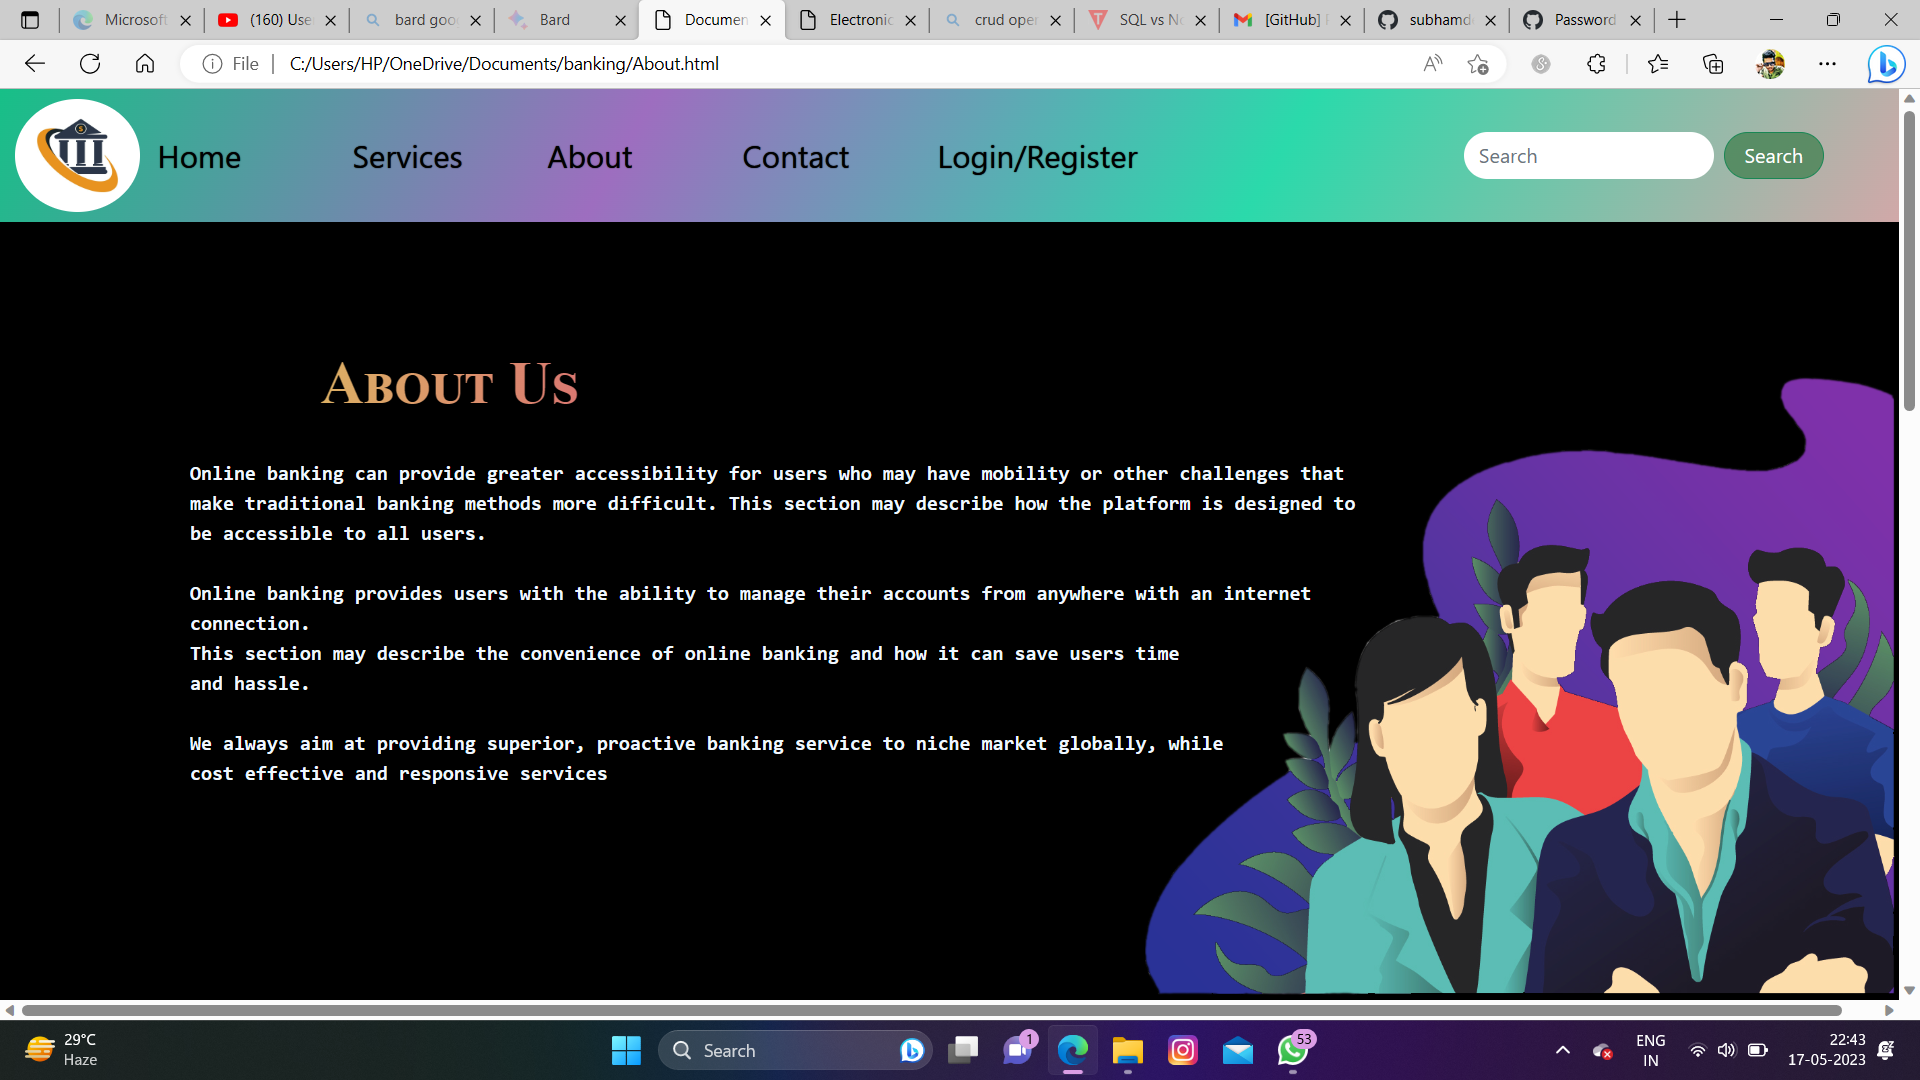 Microsoft
(160) Use
bard goo
Bard
Documen
Electronic
crud oper
SQL vs No
[GitHub]
subhamd
Password
File
C:/Users/HP/OneDrive/Documents/banking/About.html
Home
Services
About
Contact
Login/Register
Search
Search
About Us
Online banking can provide greater accessibility for users who may have mobility or other challenges that
make traditional banking methods more difficult. This section may describe how the platform is designed to
be accessible to all users.
Online banking provides users with the ability to manage their accounts from anywhere with an internet
connection.
This section may describe the convenience of online banking and how it can save users time
and hassle.
We always aim at providing superior, proactive banking service to niche market globally, while
cost effective and responsive services
29°C
Haze
Search
1
53
ENG
IN
22:43
17-05-2023